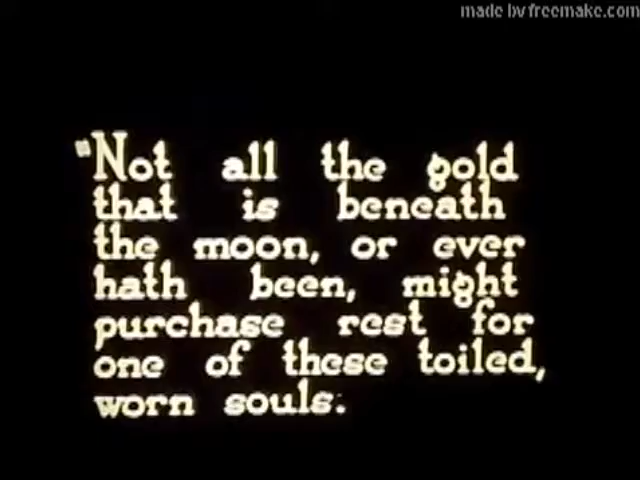 made by freemake.com
"Not all the gold
that is beneath
the moon, or ever
hath been, might
purchase rest for
one of these toiled,
worn souls.